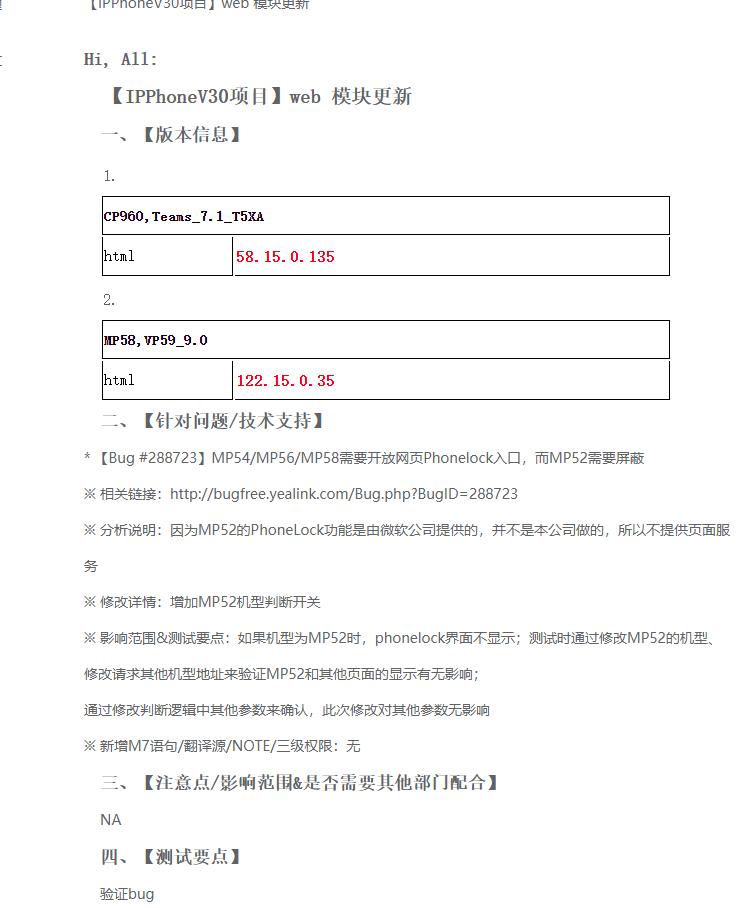 【IPPhoneV30项目】web 模块更新
Hi, All:
【IPPhoneV30项目】web 模块更新
一、【版本信息】
1.
CP960,Teams_7.1_T5XA
html 58.15.0.135
2.
MP58,VP59_9.0
html 122.15.0.35
二、【针对问题/技术支持】
* 【Bug #288723】MP54/MP56/MP58需要开放网页Phonelock入口，而MP52需要屏蔽
※ 相关链接：http://bugfree.yealink.com/Bug.php?BugID=288723
※ 分析说明：因为MP52的PhoneLock功能是由微软公司提供的，并不是本公司做的，所以不提供页面服
务
※ 修改详情：增加MP52机型判断开关
※ 影响范围&测试要点：如果机型为MP52时，phonelock界面不显示；测试时通过修改MP52的机型、
修改请求其他机型地址来验证MP52和其他页面的显示有无影响；
通过修改判断逻辑中其他参数来确认，此次修改对其他参数无影响
※ 新增M7语句/翻译源/NOTE/三级权限：无
三、【注意点/影响范围&是否需要其他部门配合】
NA
四、【测试要点】
验证bug